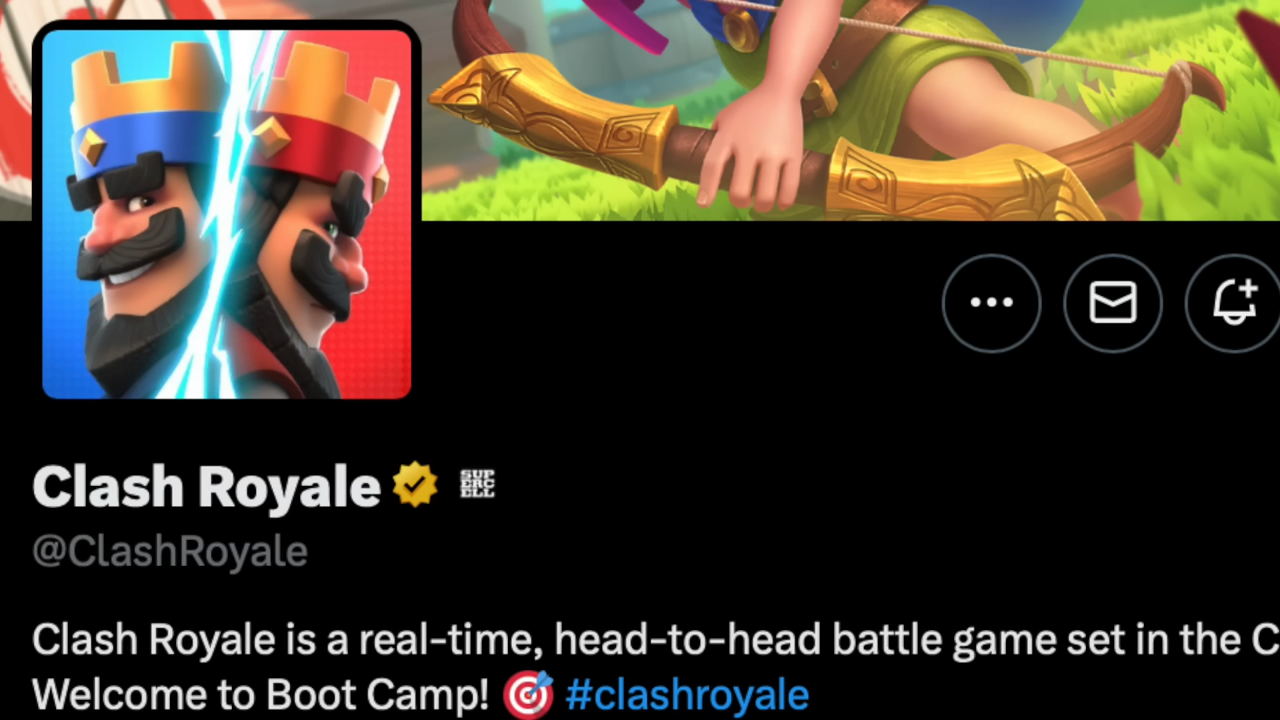 Clash Royale SUPERCELL
@ClashRoyale
Clash Royale is a real-time, head-to-head battle game set in the C
Welcome to Boot Camp! 🎯 #clashroyale